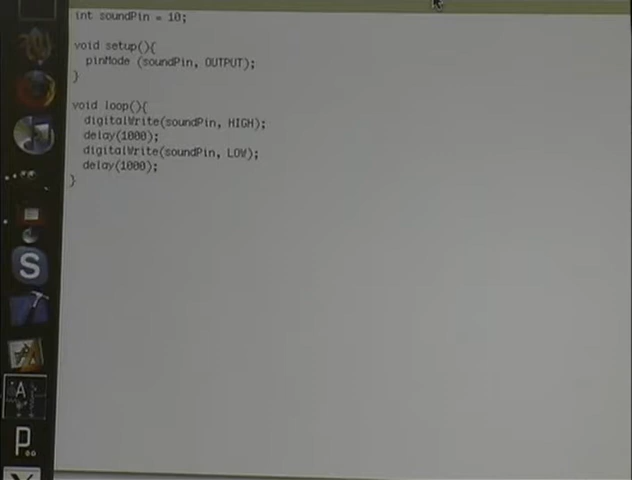 int soundPin = 10;
void setup(){
pinMode (soundPin, OUTPUT);
}
void loop(){
digitalWrite(soundPin, HIGH);
delay(1000);
digitalWrite(soundPin, LOW);
delay(1000);
}
S
A
P